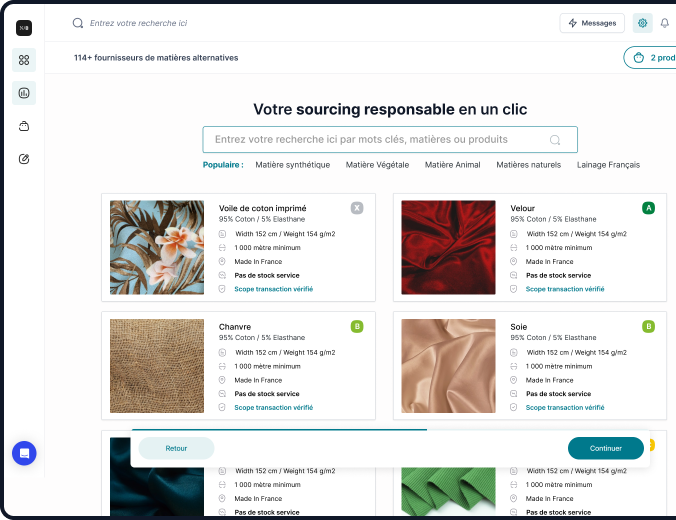 Entrez votre recherche ici
Messages
114+ fournisseurs de matières alternatives
2 prod
Votre sourcing responsable en un clic
Entrez votre recherche ici par mots clés, matières ou produits
Populaire : Matière synthétique Matière Végétale Matière Animal Matières naturels Lainage Français
Voile de coton imprimé X
95% Coton / 5% Elasthane
Width 152 cm / Weight 154 g/m2
1 000 mètre minimum
Made In France
Pas de stock service
Scope transaction vérifié
Velour A
95% Coton / 5% Elasthane
Width 152 cm / Weight 154 g/m2
1 000 mètre minimum
Made In France
Pas de stock service
Scope transaction vérifié
Chanvre B
95% Coton / 5% Elasthane
Width 152 cm / Weight 154 g/m2
1 000 mètre minimum
Made In France
Pas de stock service
Scope transaction vérifié
Soie B
95% Coton / 5% Elasthane
Width 152 cm / Weight 154 g/m2
1 000 mètre minimum
Made In France
Pas de stock service
Scope transaction vérifié
Retour
Continuer
Width 152 cm / Weight 154 g/m2
1 000 mètre minimum
Made In France
Pas de stock service
Width 152 cm / Weight 154 g/m2
1 000 mètre minimum
Made In France
Pas de stock service